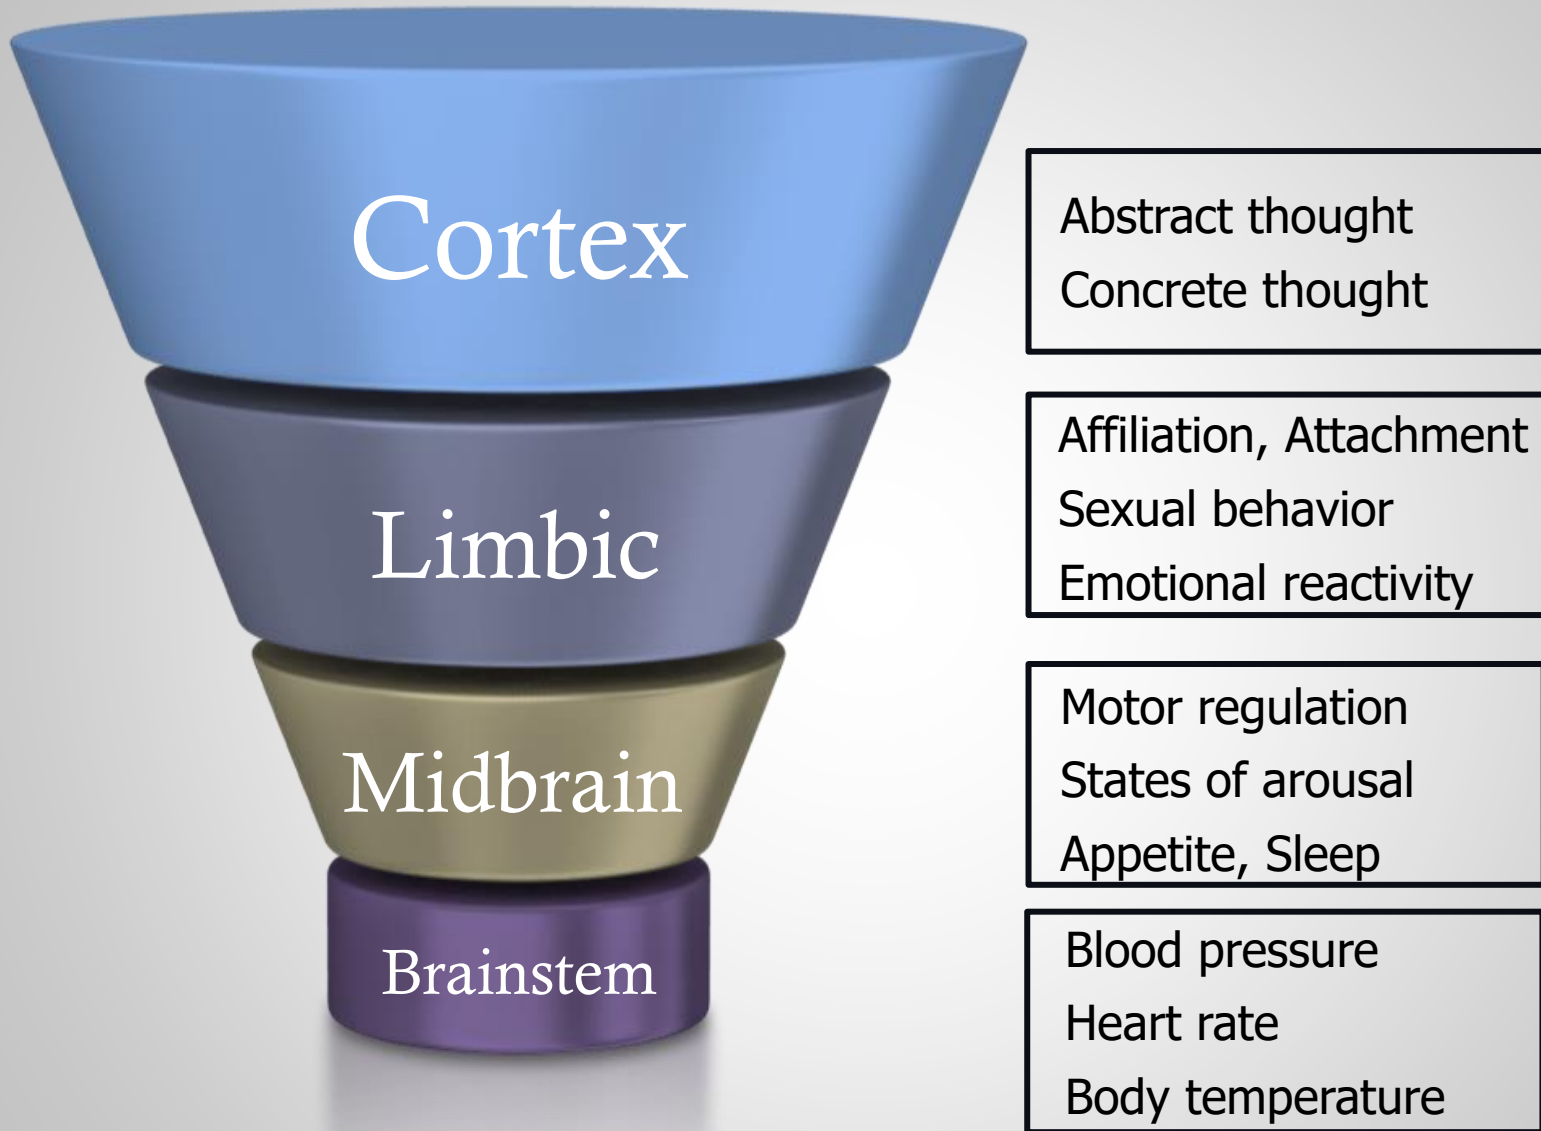 Cortex
Abstract thought
Concrete thought
Limbic
Affiliation, Attachment
Sexual behavior
Emotional reactivity
Midbrain
Motor regulation
States of arousal
Appetite, Sleep
Brainstem
Blood pressure
Heart rate
Body temperature